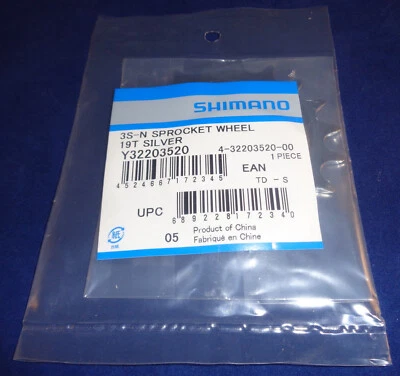 SHIMANO
3S-N SPROCKET WHEEL
19T SILVER
Y32203520 4-32203520-00
1 PIECE
EAN
4524667172345
TD - S
UPC
689228172340
05 Product of China
Fabriqué en Chine